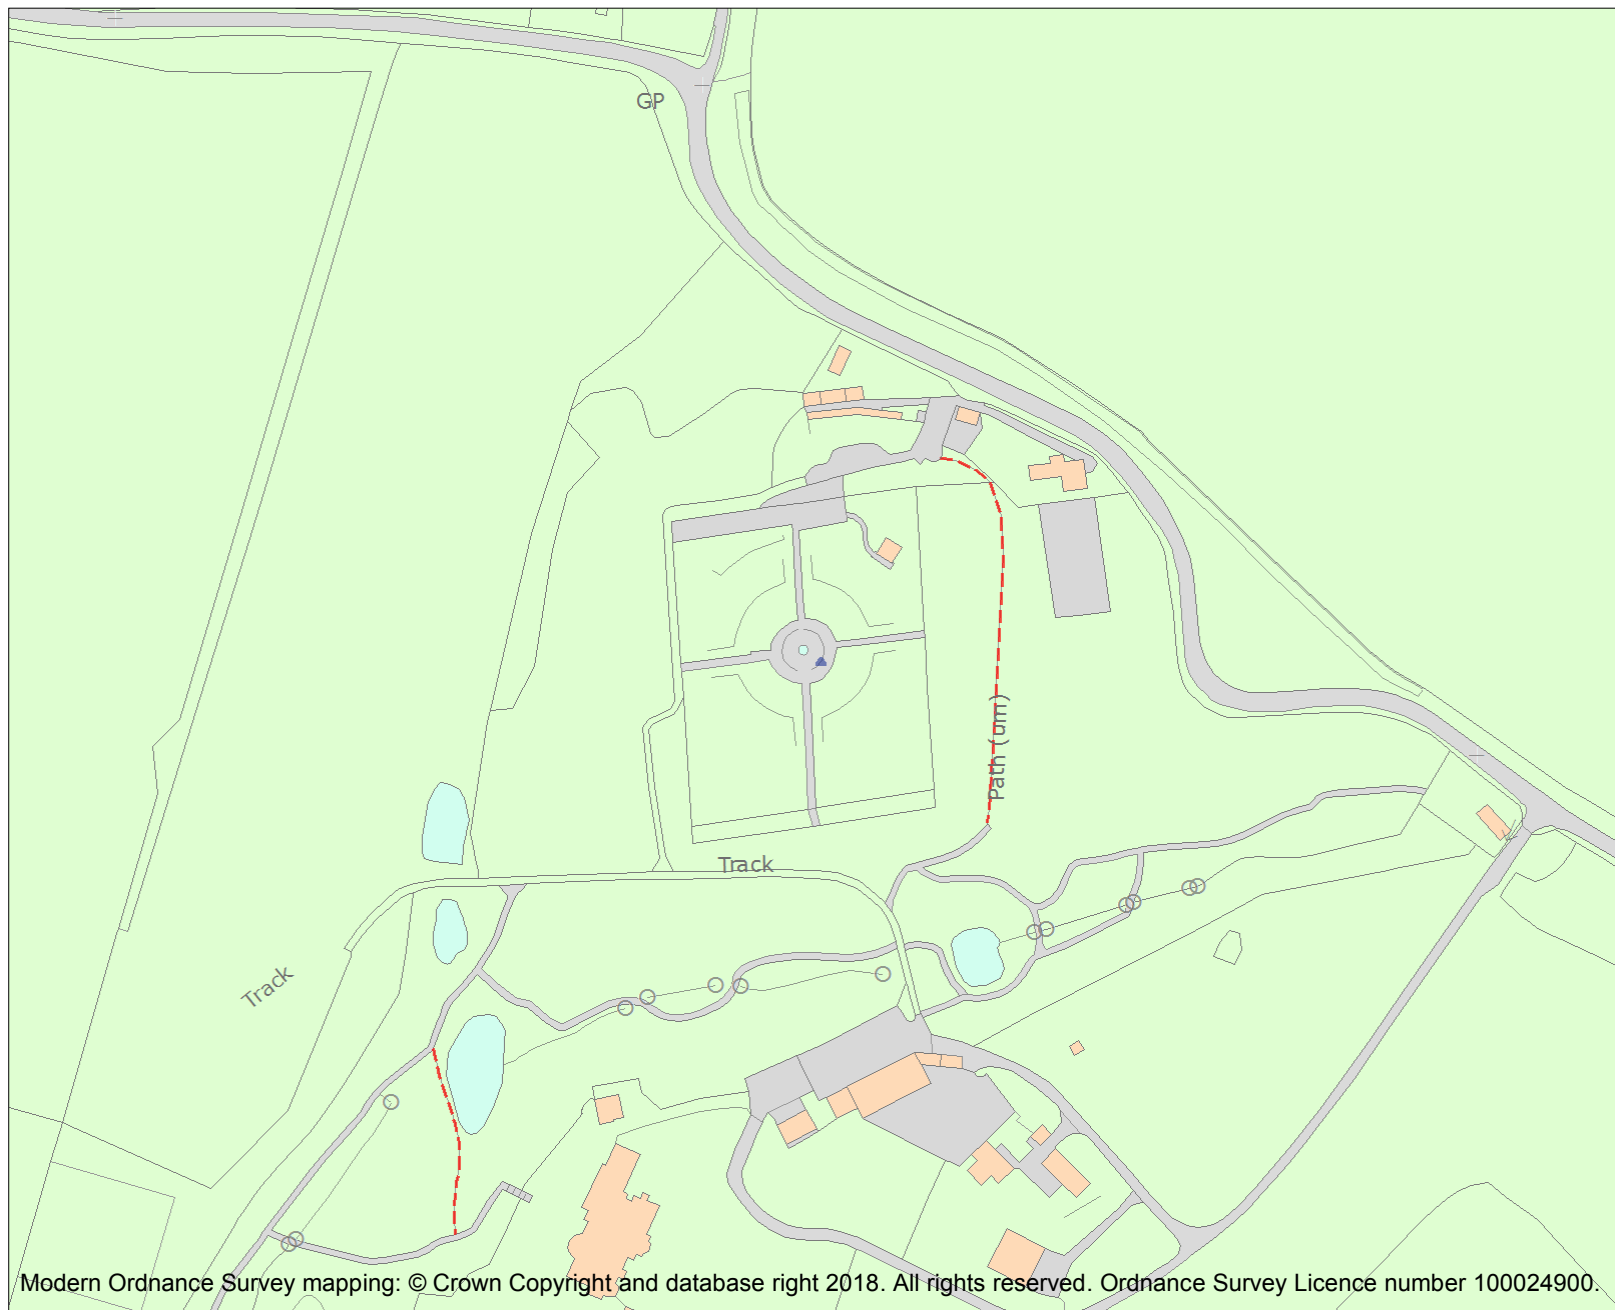 GP
Path (um)
Track
Track
Modern Ordnance Survey mapping: © Crown Copyright and database right 2018. All rights reserved. Ordnance Survey Licence number 100024900.